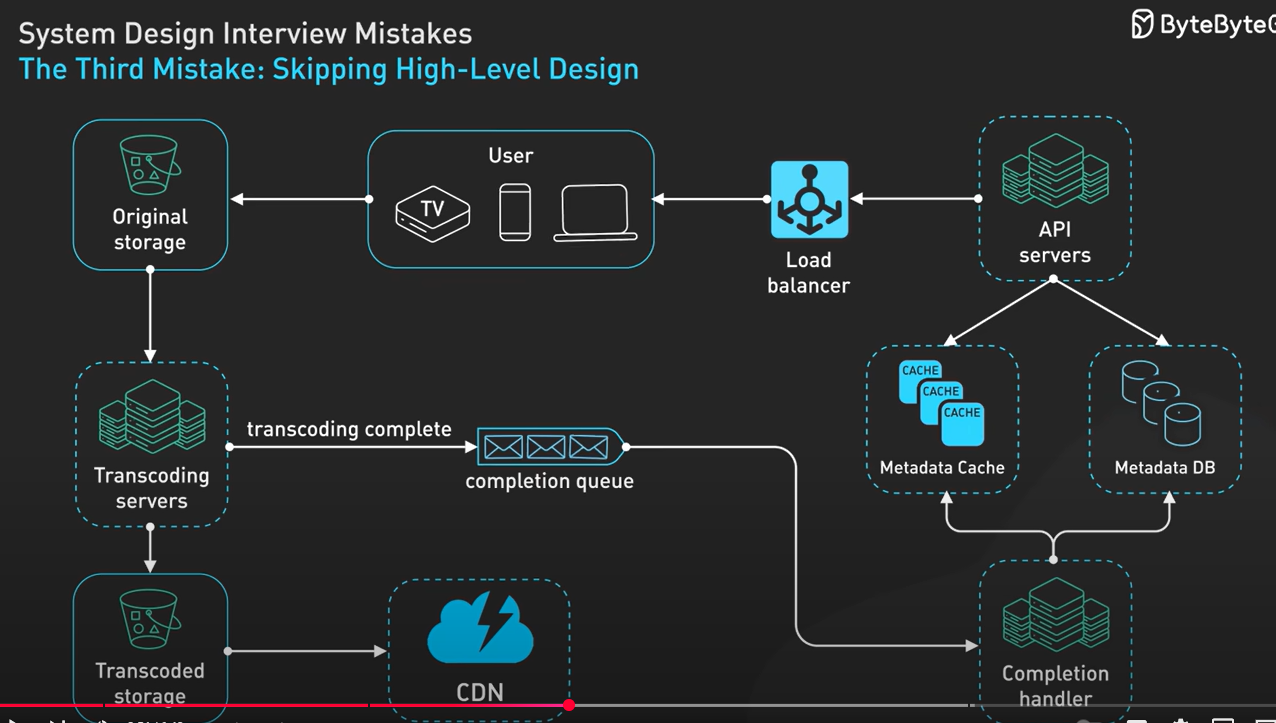 System Design Interview Mistakes
The Third Mistake: Skipping High-Level Design
ByteByteG
User
TV
Original
storage
Load
balancer
API
servers
CACHE
CACHE
CACHE
Metadata Cache
Metadata DB
Transcoding
servers
transcoding complete
completion queue
Transcoded
storage
CDN
Completion
handler